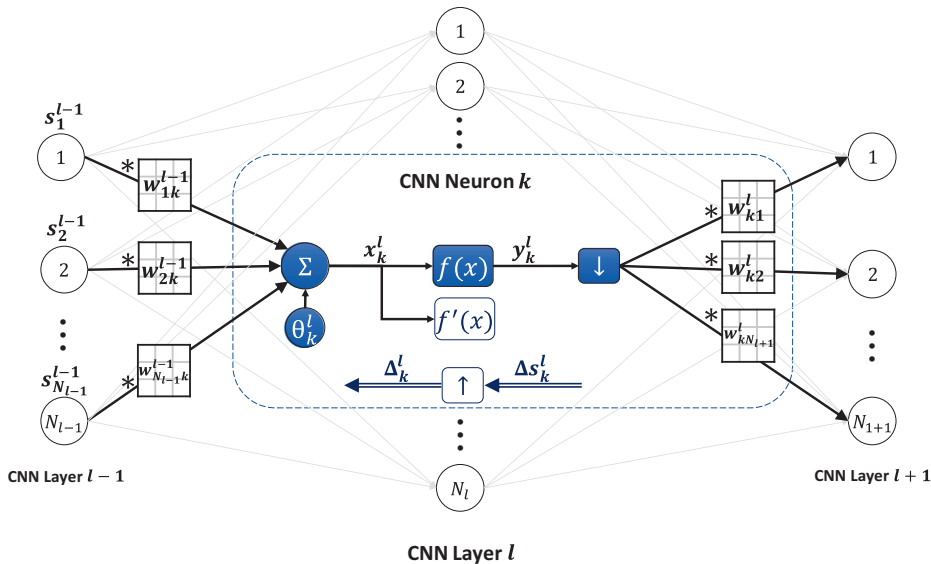 1
2
⋮
s_1^{l-1}
1
*
w_{1k}^{l-1}
s_2^{l-1}
2
*
w_{2k}^{l-1}
⋮
s_{N_{l-1}}^{l-1}
N_{l-1}
*
w_{N_{l-1}k}^{l-1}
CNN Layer l − 1
CNN Neuron k
Σ
θ_k^l
x_k^l
f(x)
f'(x)
y_k^l
↓
Δ_k^l
↑
Δs_k^l
*
w_{k1}^l
*
w_{k2}^l
*
w_{kN_{l+1}}^l
1
2
⋮
N_{1+1}
CNN Layer l + 1
⋮
N_l
CNN Layer l